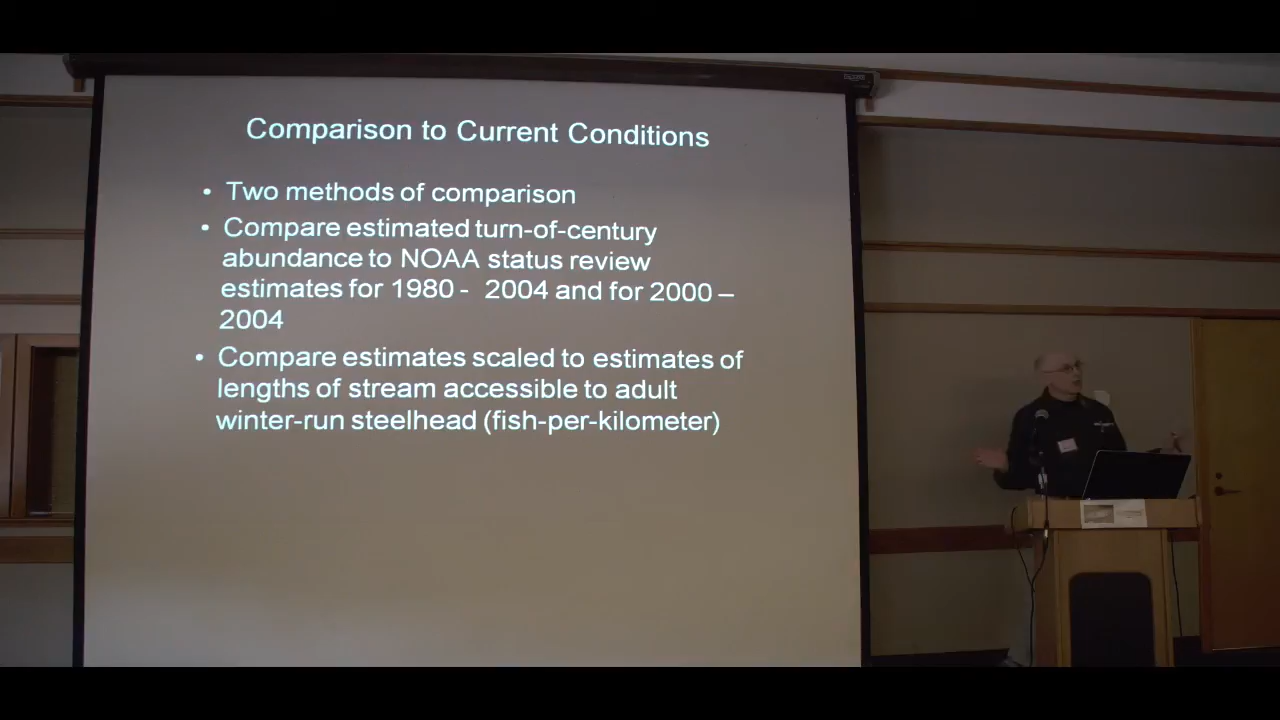 Comparison to Current Conditions
• Two methods of comparison
• Compare estimated turn-of-century
abundance to NOAA status review
estimates for 1980 - 2004 and for 2000 –
2004
• Compare estimates scaled to estimates of
lengths of stream accessible to adult
winter-run steelhead (fish-per-kilometer)